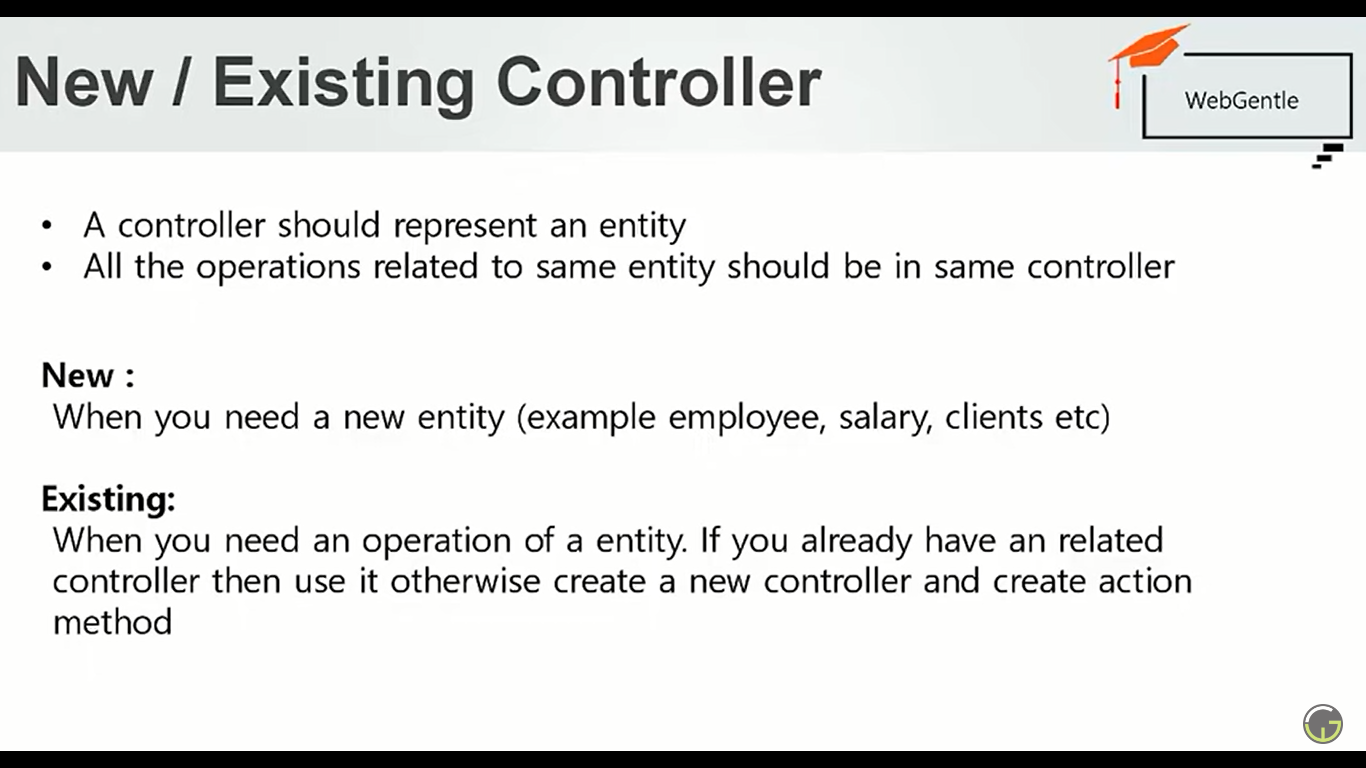 New / Existing Controller
WebGentle
• A controller should represent an entity
• All the operations related to same entity should be in same controller
New :
When you need a new entity (example employee, salary, clients etc)
Existing:
When you need an operation of a entity. If you already have an related
controller then use it otherwise create a new controller and create action
method